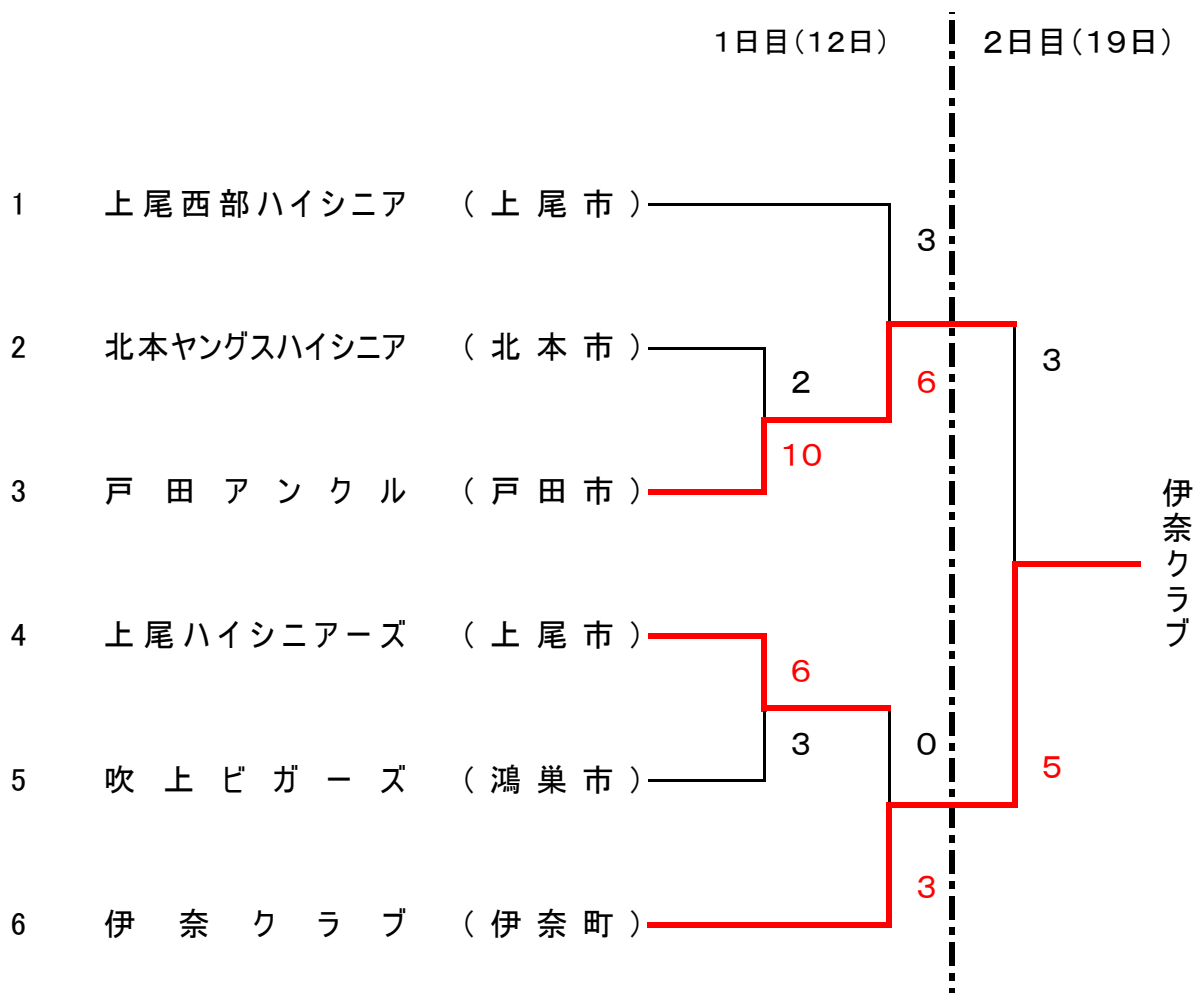 1日目(12日) 2日目(19日)
1 上尾西部ハイシニア (上尾市)
3
2 北本ヤングスハイシニア (北本市)
3
2
6
10
3 戸田アンクル (戸田市)
伊奈クラブ
4 上尾ハイシニアーズ (上尾市)
6
3
0
5
5 吹上ビガーズ (鴻巣市)
3
6 伊奈クラブ (伊奈町)